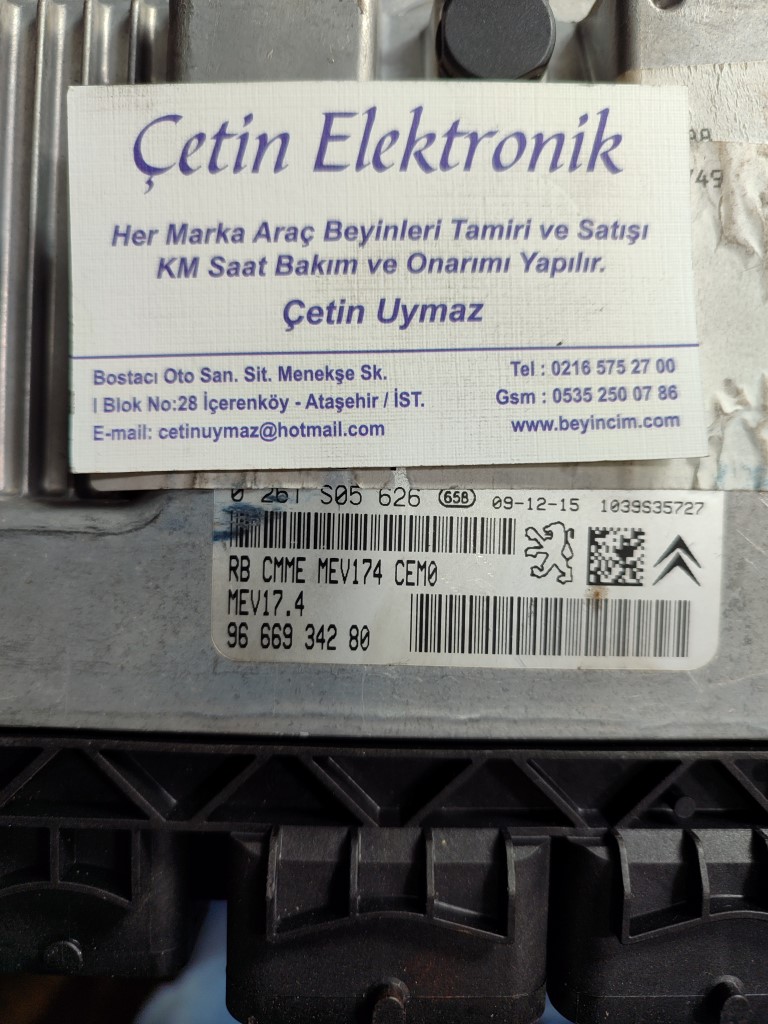 Çetin Elektronik
Her Marka Araç Beyinleri Tamiri ve Satışı
KM Saat Bakım ve Onarımı Yapılır.
Çetin Uymaz
Bostacı Oto San. Sit. Menekşe Sk.
I Blok No:28 İçerenköy - Ataşehir / İST.
E-mail: cetinuymaz@hotmail.com
Tel : 0216 575 27 00
Gsm : 0535 250 07 86
www.beyincim.com
0 261 S05 626 658 09-12-15 1039S35727
RB CMME MEV174 CEM0
MEV17.4
96 669 342 80